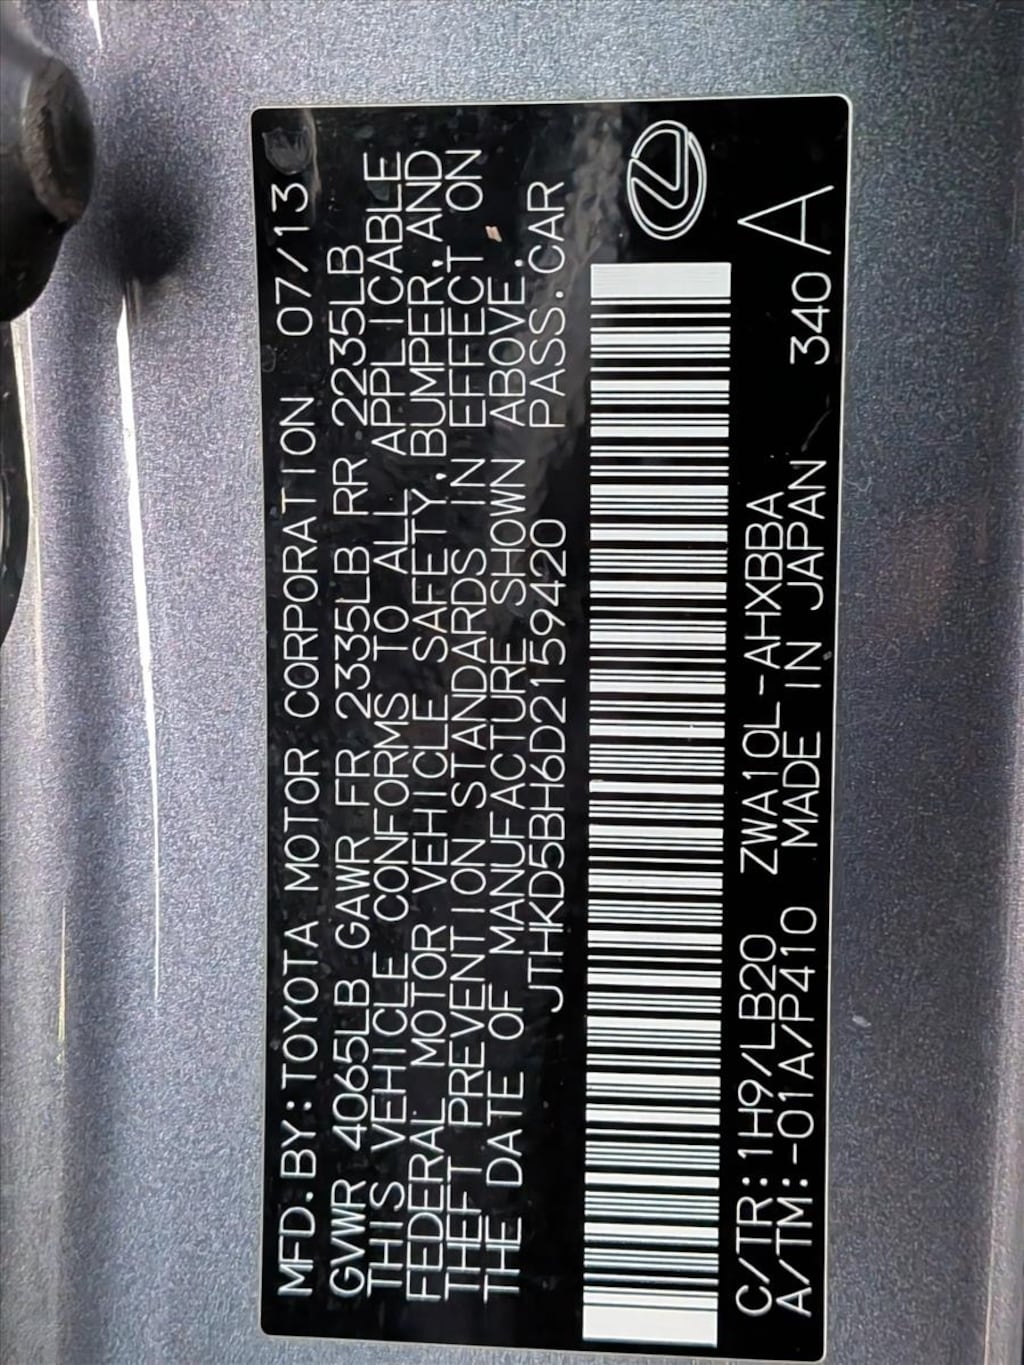 MFD.BY:TOYOTA MOTOR CORPORATION 07/13
GVWR 4065LB GAWR FR 2335LB RR 2235LB
THIS VEHICLE CONFORMS TO ALL APPLICABLE
FEDERAL MOTOR VEHICLE SAFETY,BUMPER,AND
THEFT PREVENTION STANDARDS IN EFFECT ON
THE DATE OF MANUFACTURE SHOWN ABOVE.
JTHKD5BH6D2159420 PASS.CAR
C/TR:1H9/LB20 ZWA10L-AHXBBA
A/TM:-01A/P410 MADE IN JAPAN 340 A